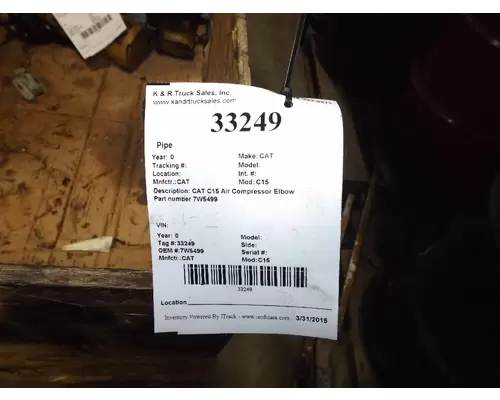 K & R Truck Sales, Inc.
www.kandrtrucksales.com
33249
Pipe
Year: 0 Make: CAT
Tracking #: Model:
Location: Int. #:
Mnfctr.:CAT Mod: C15
Description: CAT C15 Air Compressor Elbow
Part number 7W5499
VIN:
Year: 0 Model:
Tag #:33249 Side:
OEM #:7W5499 Serial #:
Mnfctr.:CAT Mod:C15
33249
Location
Inventory Powered By ITrack - www.isoftdata.com 3/31/2015